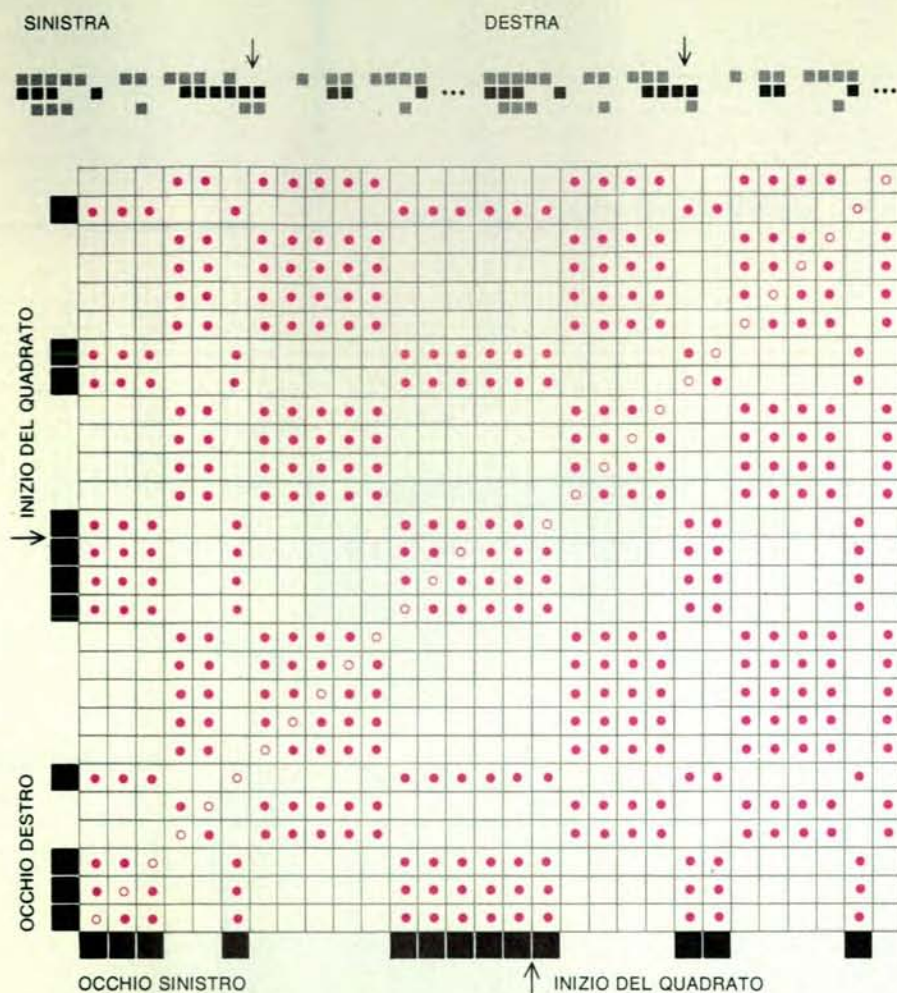 SINISTRA
DESTRA
INIZIO DEL QUADRATO
OCCHIO DESTRO
OCCHIO SINISTRO
INIZIO DEL QUADRATO